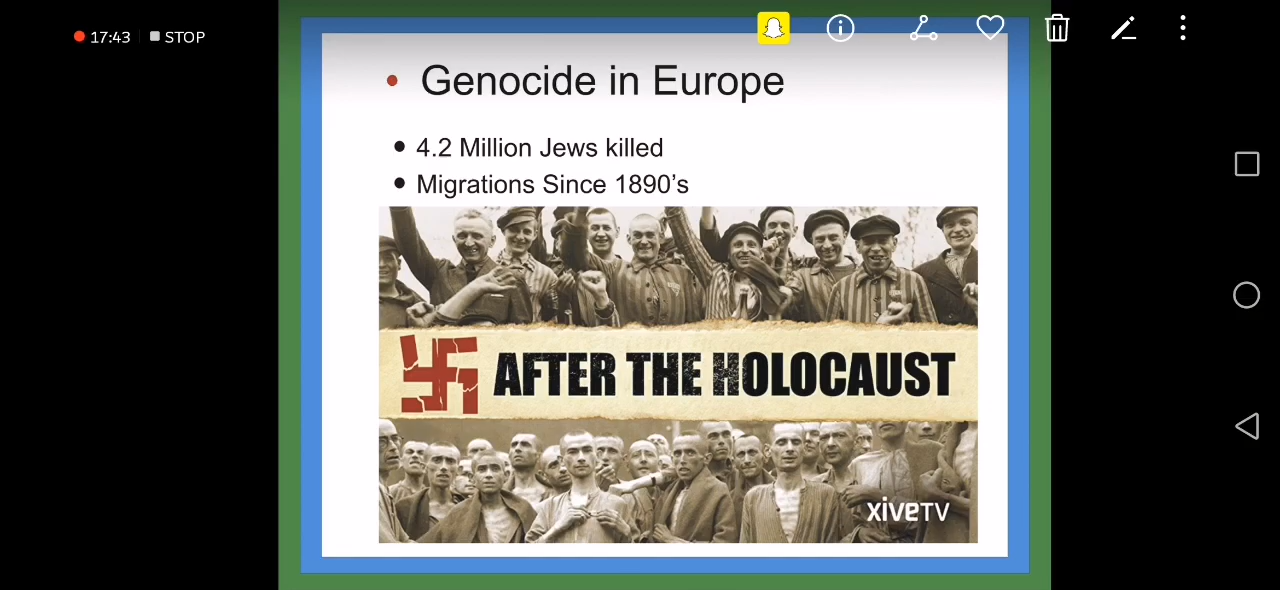 17:43 STOP
Genocide in Europe
4.2 Million Jews killed
Migrations Since 1890’s
AFTER THE HOLOCAUST
xiveTV